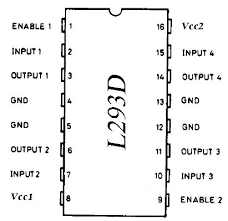 ENABLE 1 1 16 Vcc2
INPUT 1 2 15 INPUT 4
OUTPUT 1 3 14 OUTPUT 4
GND 4 13 GND
GND 5 12 GND
OUTPUT 2 6 11 OUTPUT 3
INPUT 2 7 10 INPUT 3
Vcc1 8 9 ENABLE 2
L293D